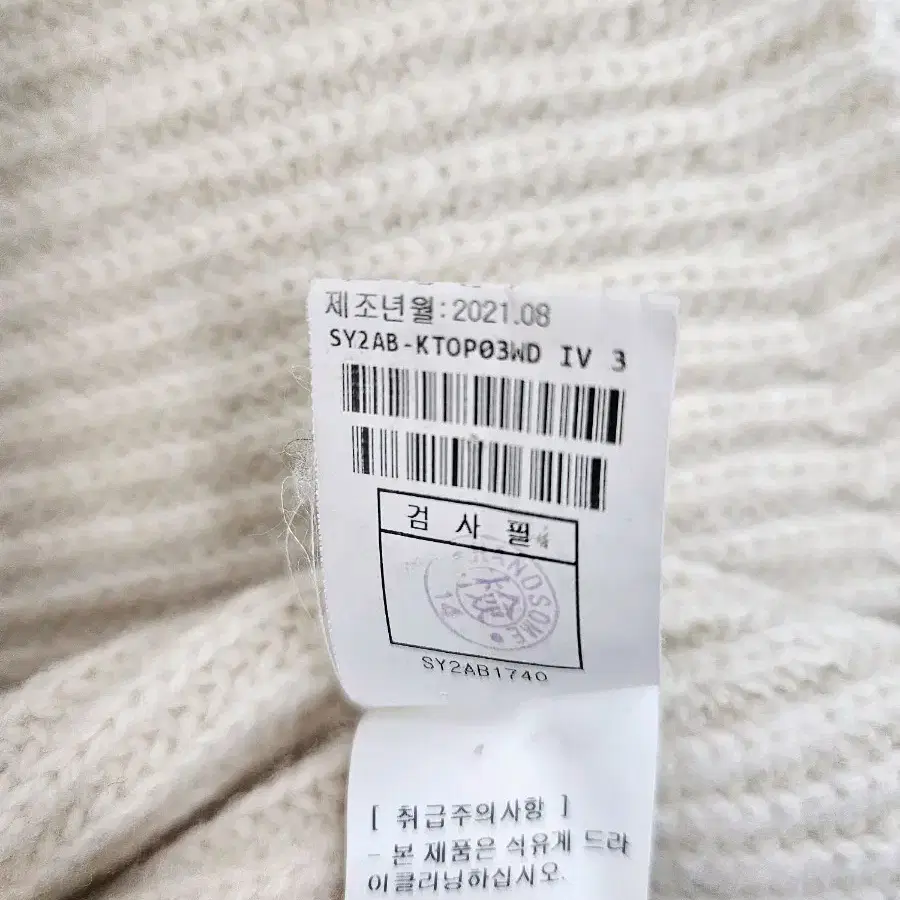 제조년월:2021.08
SY2AB-KTOP03WD IV 3
검 사 필
HANDSOME
14
SY2AB1740
[ 취급주의사항 ]
- 본 제품은 석유계 드라
이클리닝하십시오.